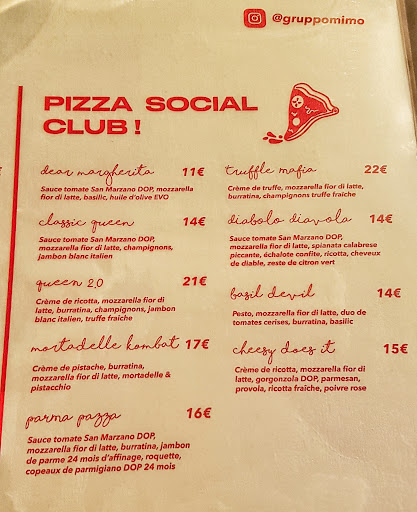 @gruppomimo
PIZZA SOCIAL
CLUB !
dear margherita 11€
Sauce tomate San Marzano DOP, mozzarella
fior di latte, basilic, huile d'olive EVO
classic queen 14€
Sauce tomate San Marzano DOP,
mozzarella fior di latte, champignons,
jambon blanc italien
queen 2.0 21€
Crème de ricotta, mozzarella fior di
latte, burratina, champignons, jambon
blanc italien, truffe fraîche
mortadelle kombat 17€
Crème de pistache, burratina,
mozzarella fior di latte, mortadelle &
pistacchio
parma pazza 16€
Sauce tomate San Marzano DOP,
mozzarella fior di latte, burratina, jambon
de parme 24 mois d'affinage, roquette,
copeaux de parmigiano DOP 24 mois
truffle mafia 22€
Crème de truffe, mozzarella fior di latte,
burratina, champignons truffe fraîche
diabolo diavola 14€
Sauce tomate San Marzano DOP,
mozzarella fior di latte, spianata calabrese
piccante, échalote confite, ricotta, cheveux
de diable, zeste de citron vert
basil devil 14€
Pesto, mozzarella fior di latte, duo de
tomates cerises, burratina, basilic
cheesy does it 15€
Crème de ricotta, mozzarella fior di
latte, gorgonzola DOP, parmesan,
provola, ricotta fraîche, poivre rose